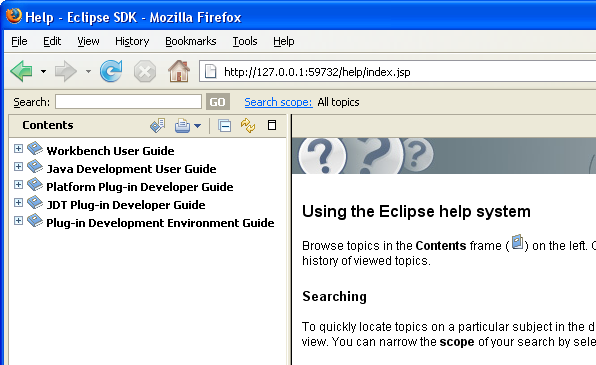 Help - Eclipse SDK - Mozilla Firefox
File Edit View History Bookmarks Tools Help
http://127.0.0.1:59732/help/index.jsp
Search: GO Search scope: All topics
Contents
Workbench User Guide
Java Development User Guide
Platform Plug-in Developer Guide
JDT Plug-in Developer Guide
Plug-in Development Environment Guide
Using the Eclipse help system
Browse topics in the Contents frame ( ) on the left.
history of viewed topics.
Searching
To quickly locate topics on a particular subject in the d
view. You can narrow the scope of your search by sele